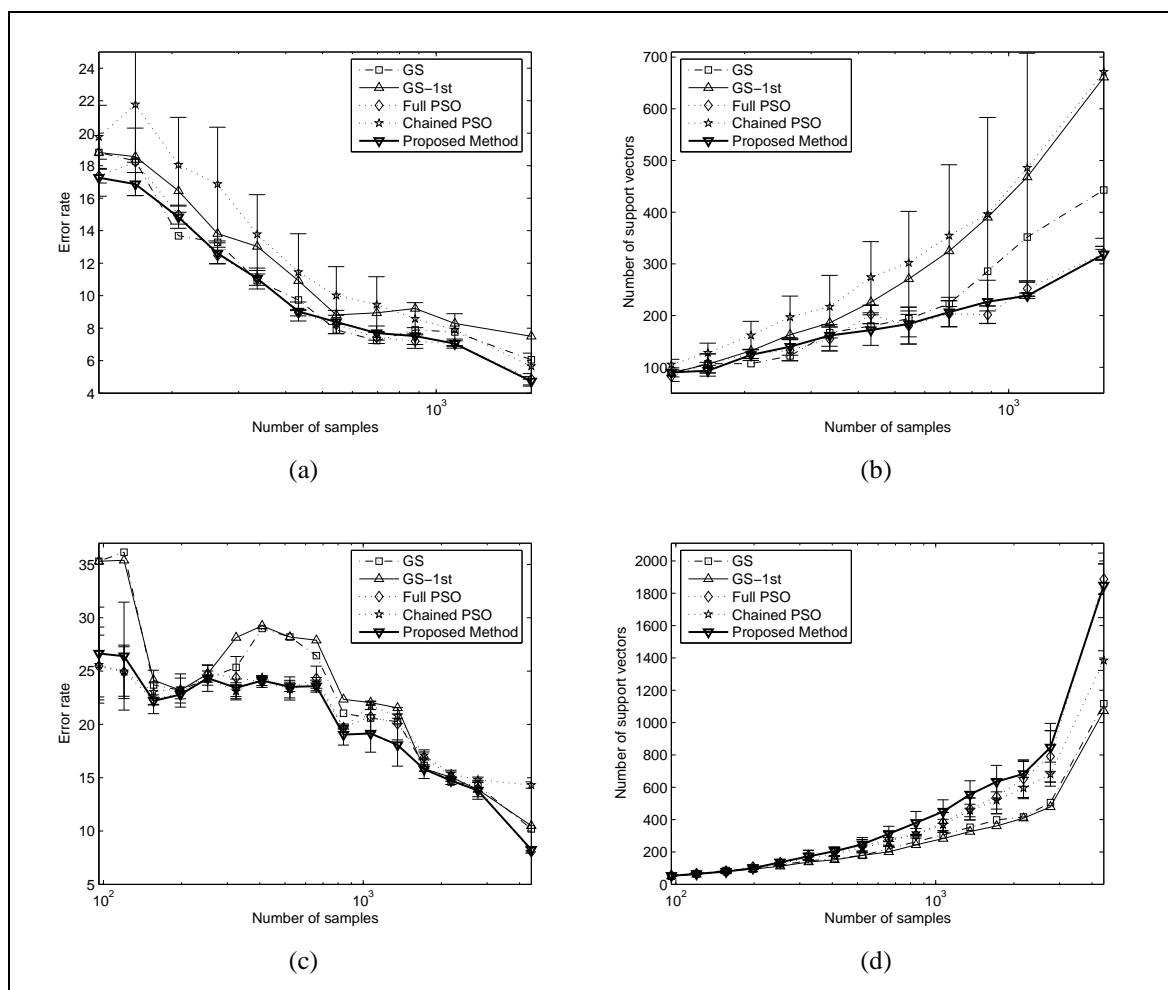 24
22
20
18
16
14
12
10
8
6
4
Error rate
10³
Number of samples
GS
GS−1st
Full PSO
Chained PSO
Proposed Method
(a)
700
600
500
400
300
200
100
Number of support vectors
10³
Number of samples
GS
GS−1st
Full PSO
Chained PSO
Proposed Method
(b)
35
30
25
20
15
10
5
Error rate
10² 10³
Number of samples
GS
GS−1st
Full PSO
Chained PSO
Proposed Method
(c)
2000
1800
1600
1400
1200
1000
800
600
400
200
0
Number of support vectors
10² 10³
Number of samples
GS
GS−1st
Full PSO
Chained PSO
Proposed Method
(d)